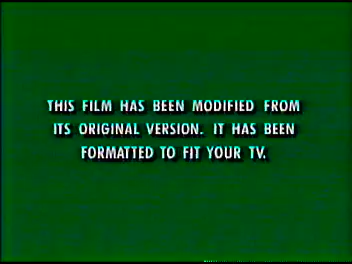 THIS FILM HAS BEEN MODIFIED FROM
ITS ORIGINAL VERSION. IT HAS BEEN
FORMATTED TO FIT YOUR TV.